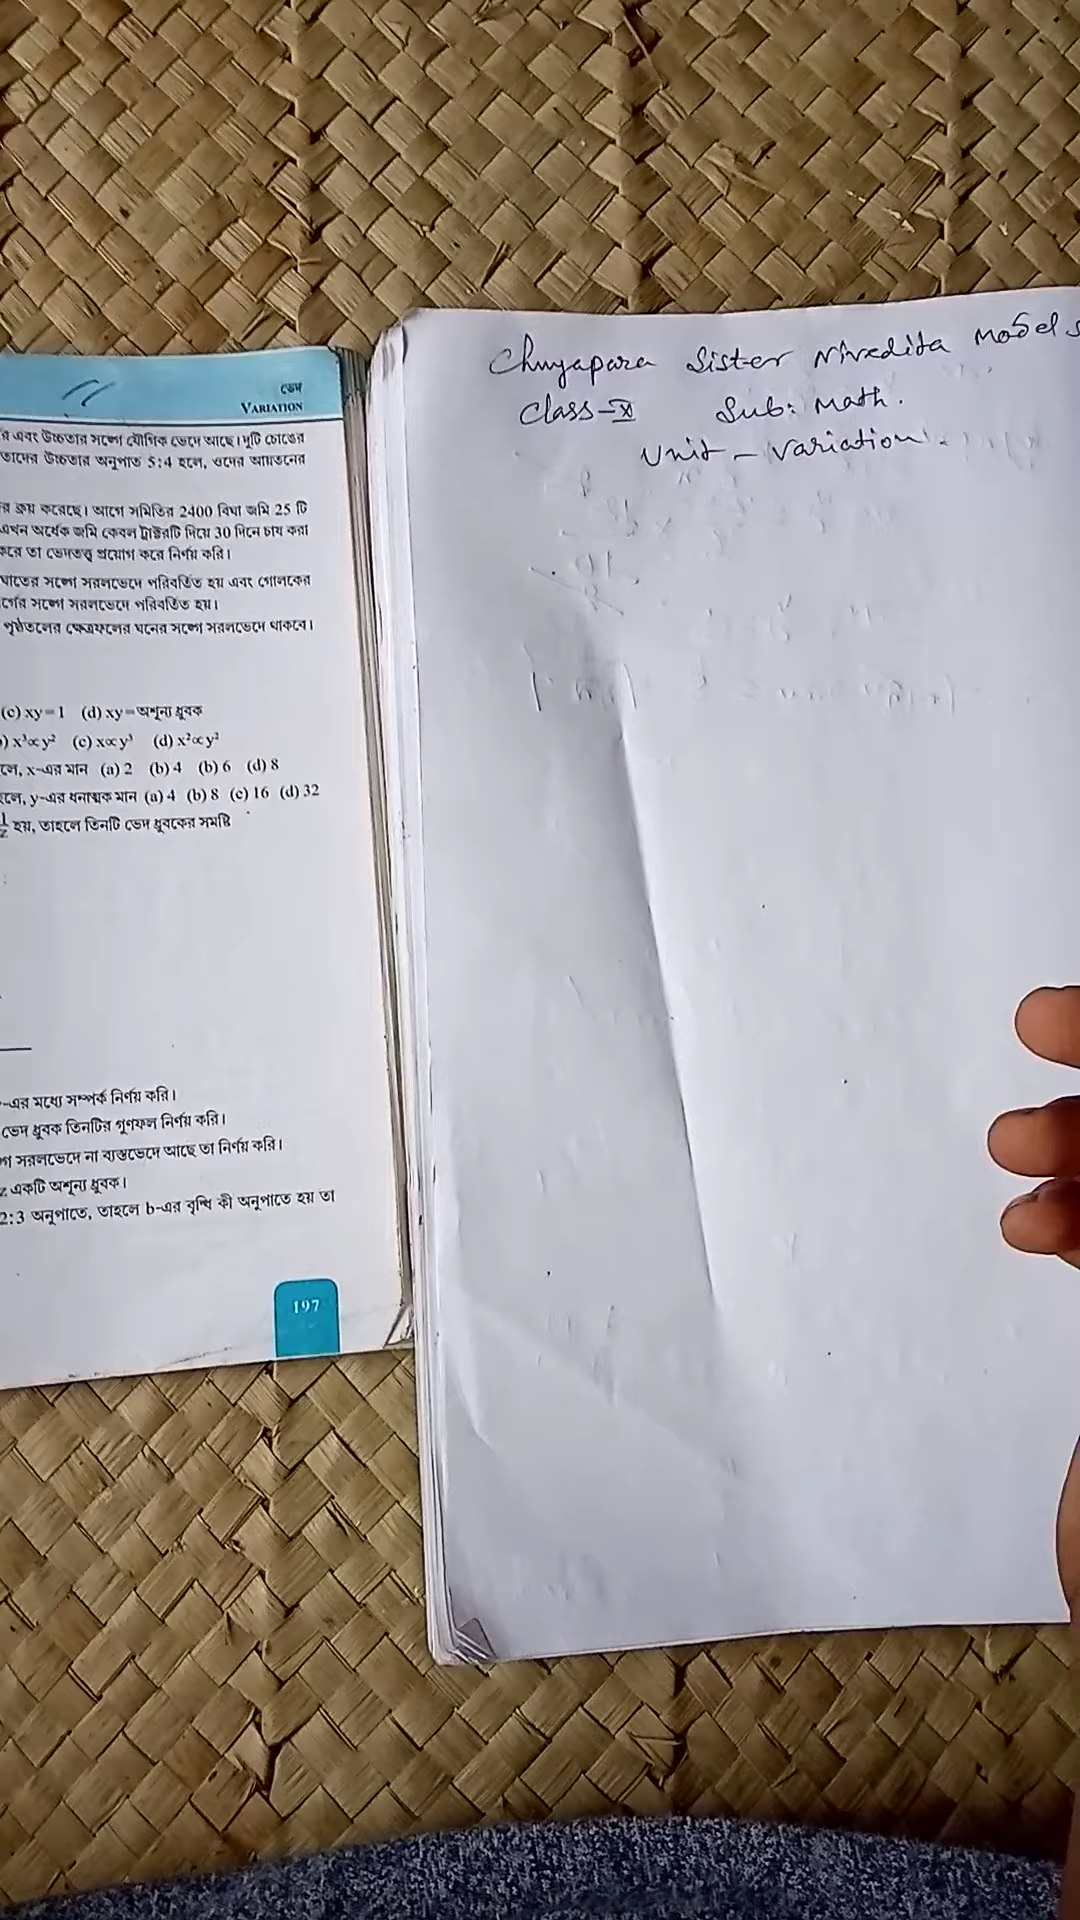 ভেদ
VARIATION
র এবং উচ্চতার সঙ্গে যৌগিক ভেদে আছে। দুটি চোঙের
তাদের উচ্চতার অনুপাত 5:4 হলে, ওদের আয়তনের
র ক্রয় করেছে। আগে সমিতির 2400 বিঘা জমি 25 টি
এখন অর্ধেক জমি কেবল ট্রাক্টরটি দিয়ে 30 দিনে চাষ করা
করে তা ভেদতত্ত্ব প্রয়োগ করে নির্ণয় করি।
ঘাতের সঙ্গে সরলভেদে পরিবর্তিত হয় এবং গোলকের
র্গের সঙ্গে সরলভেদে পরিবর্তিত হয়।
পৃষ্ঠতলের ক্ষেত্রফলের ঘনের সঙ্গে সরলভেদে থাকবে।
(c) xy=1 (d) xy=অশূন্য ধ্রুবক
) x³∝y² (c) x∝y³ (d) x²∝y²
লে, x-এর মান (a) 2 (b) 4 (b) 6 (d) 8
হলে, y-এর ধনাত্মক মান (a) 4 (b) 8 (c) 16 (d) 32
1/z হয়, তাহলে তিনটি ভেদ ধ্রুবকের সমষ্টি
-এর মধ্যে সম্পর্ক নির্ণয় করি।
ভেদ ধ্রুবক তিনটির গুণফল নির্ণয় করি।
সরলভেদে না ব্যস্তভেদে আছে তা নির্ণয় করি।
z একটি অশূন্য ধ্রুবক।
2:3 অনুপাতে, তাহলে b-এর বৃদ্ধি কী অনুপাতে হয় তা
197
Chuyapara Sister Nivedita Model S
Class-X Sub: Math.
Unit - Variation.